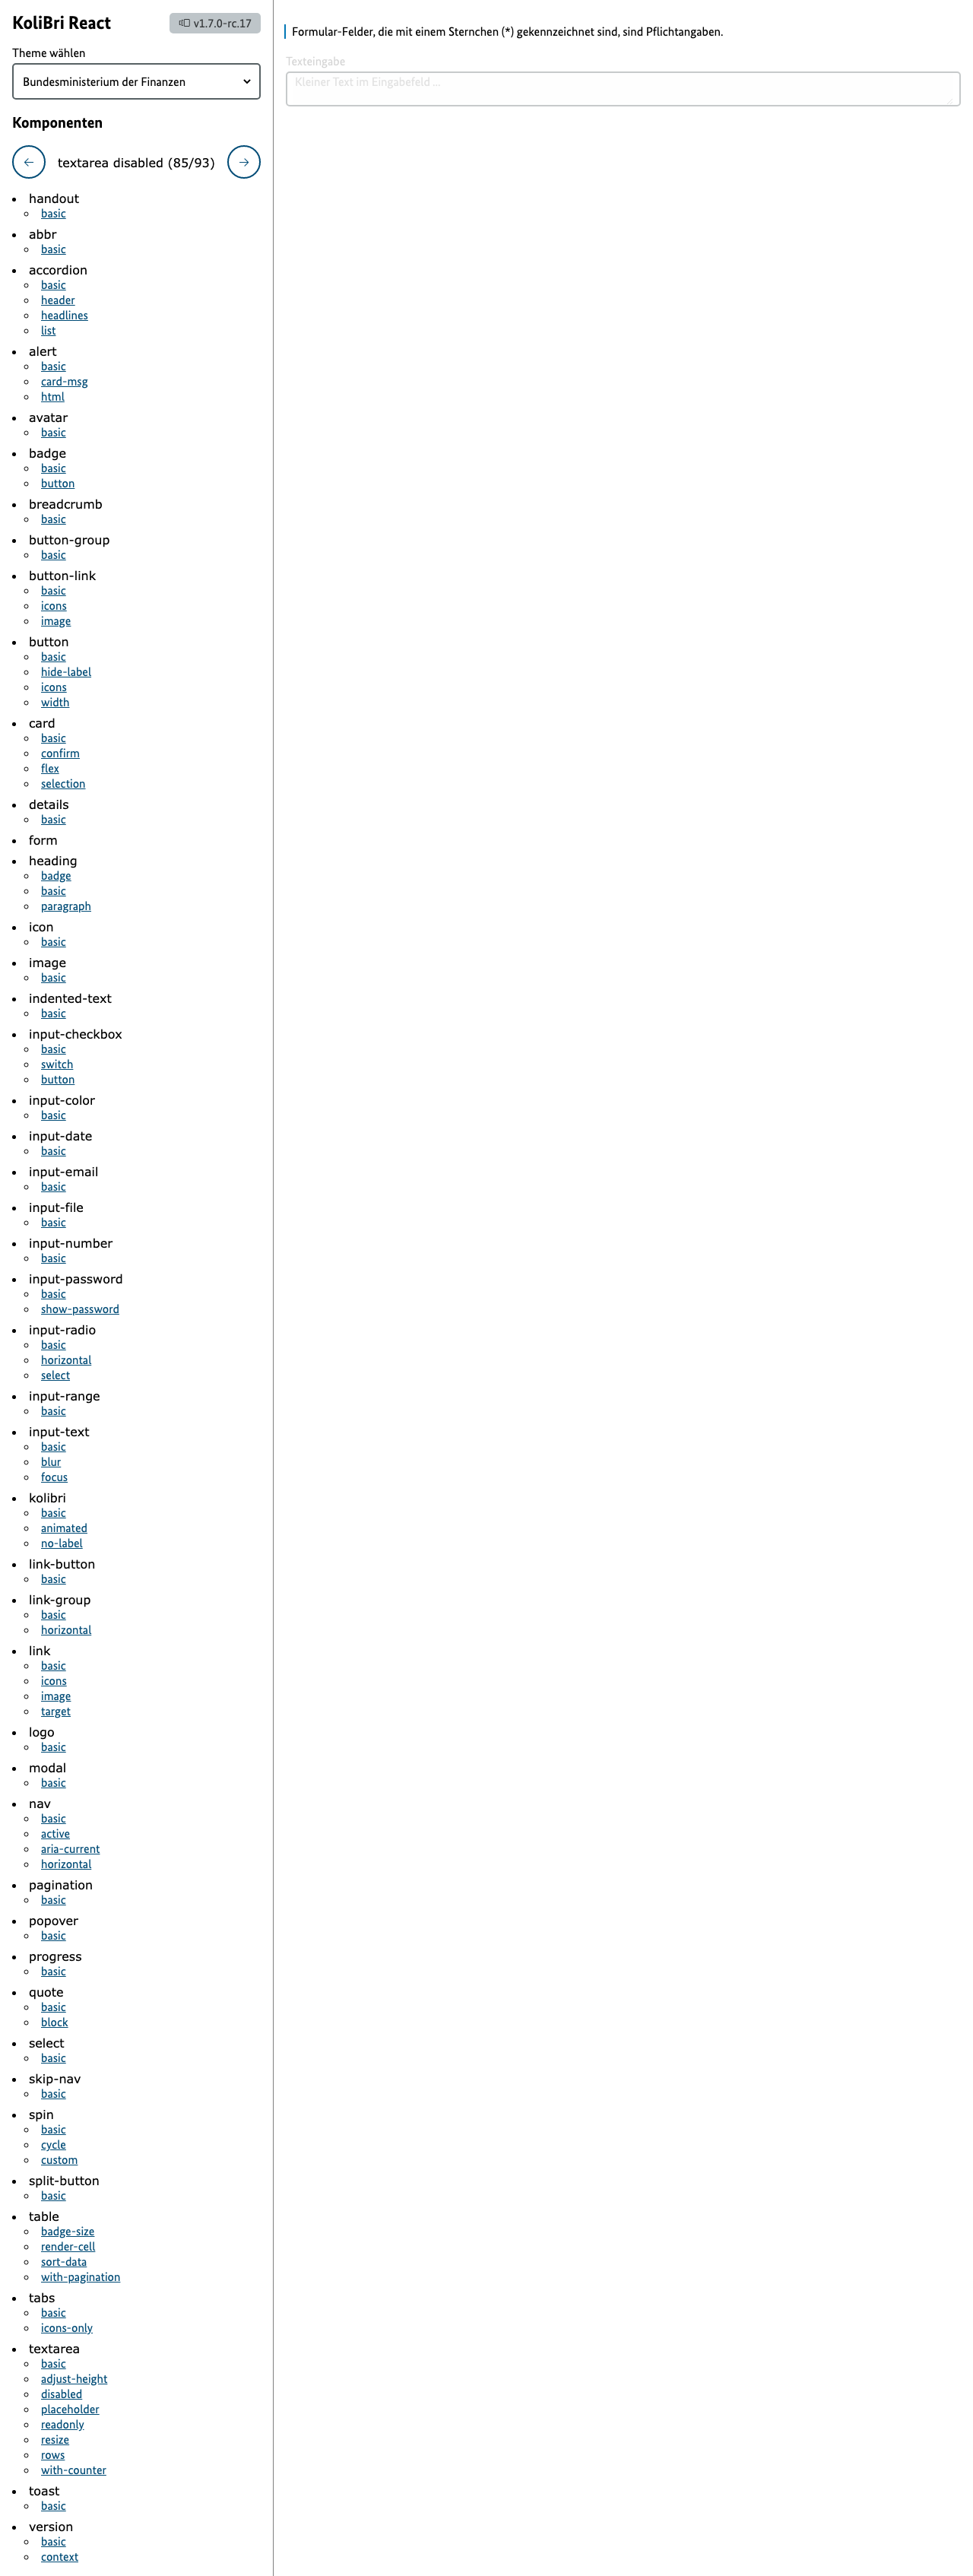 KoliBri React
v1.7.0-rc.17
Theme wählen
Bundesministerium der Finanzen
Komponenten
textarea disabled (85/93)
handout
basic
abbr
basic
accordion
basic
header
headlines
list
alert
basic
card-msg
html
avatar
basic
badge
basic
button
breadcrumb
basic
button-group
basic
button-link
basic
icons
image
button
basic
hide-label
icons
width
card
basic
confirm
flex
selection
details
basic
form
heading
badge
basic
paragraph
icon
basic
image
basic
indented-text
basic
input-checkbox
basic
switch
button
input-color
basic
input-date
basic
input-email
basic
input-file
basic
input-number
basic
input-password
basic
show-password
input-radio
basic
horizontal
select
input-range
basic
input-text
basic
blur
focus
kolibri
basic
animated
no-label
link-button
basic
link-group
basic
horizontal
link
basic
icons
image
target
logo
basic
modal
basic
nav
basic
active
aria-current
horizontal
pagination
basic
popover
basic
progress
basic
quote
basic
block
select
basic
skip-nav
basic
spin
basic
cycle
custom
split-button
basic
table
badge-size
render-cell
sort-data
with-pagination
tabs
basic
icons-only
textarea
basic
adjust-height
disabled
placeholder
readonly
resize
rows
with-counter
toast
basic
version
basic
context
Formular-Felder, die mit einem Sternchen (*) gekennzeichnet sind, sind Pflichtangaben.
Texteingabe
Kleiner Text im Eingabefeld ...